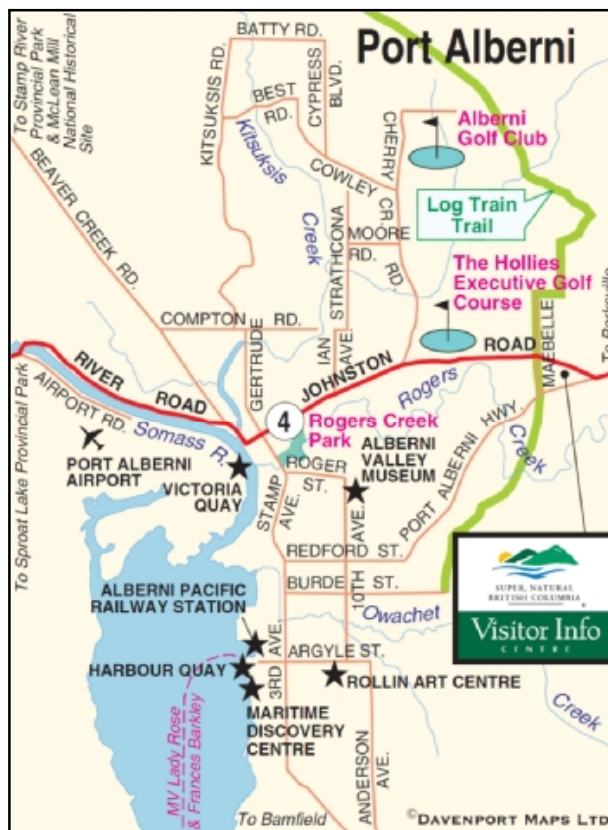 Port Alberni
To Stamp River
Provincial Park
& McLean Mill
National Historical
Site
BATTY RD.
KITSUKSIS RD.
BEST
RD.
CYPRESS
BLVD.
Kitsuksis
Creek
COWLEY CR.
CHERRY
RD.
Alberni
Golf Club
Log Train
Trail
BEAVER CREEK RD.
STRATHCONA
IAN
AVE.
MOORE
RD.
The Hollies
Executive Golf
Course
COMPTON RD.
GERTRUDE
MAEBELLE
To Parksville
RIVER
ROAD
JOHNSTON
ROAD
AIRPORT RD.
Somass R.
4
Rogers
Creek
Rogers Creek
Park
PORT ALBERNI
AIRPORT
VICTORIA
QUAY
ALBERNI
VALLEY
MUSEUM
ROGER
ST.
STAMP
AVE.
PORT ALBERNI HWY.
To Sproat Lake Provincial Park
REDFORD ST.
BURDE ST.
10TH
AVE.
Owachet
Creek
SUPER, NATURAL
BRITISH COLUMBIA
Visitor Info
CENTRE
ALBERNI PACIFIC
RAILWAY STATION
3RD AVE.
ARGYLE ST.
HARBOUR QUAY
ROLLIN ART CENTRE
MARITIME
DISCOVERY
CENTRE
MV Lady Rose
& Frances Barkley
ANDERSON
AVE.
To Bamfield
©DAVENPORT MAPS LTD